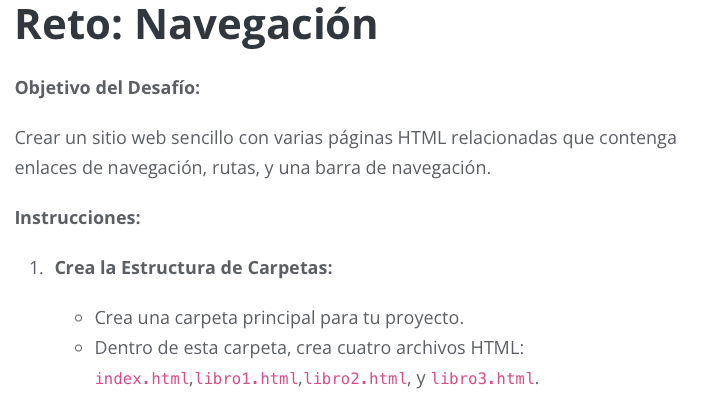 Reto: Navegación
Objetivo del Desafío:
Crear un sitio web sencillo con varias páginas HTML relacionadas que contenga
enlaces de navegación, rutas, y una barra de navegación.
Instrucciones:
1. Crea la Estructura de Carpetas:
○ Crea una carpeta principal para tu proyecto.
○ Dentro de esta carpeta, crea cuatro archivos HTML:
index.html,libro1.html,libro2.html, y libro3.html.